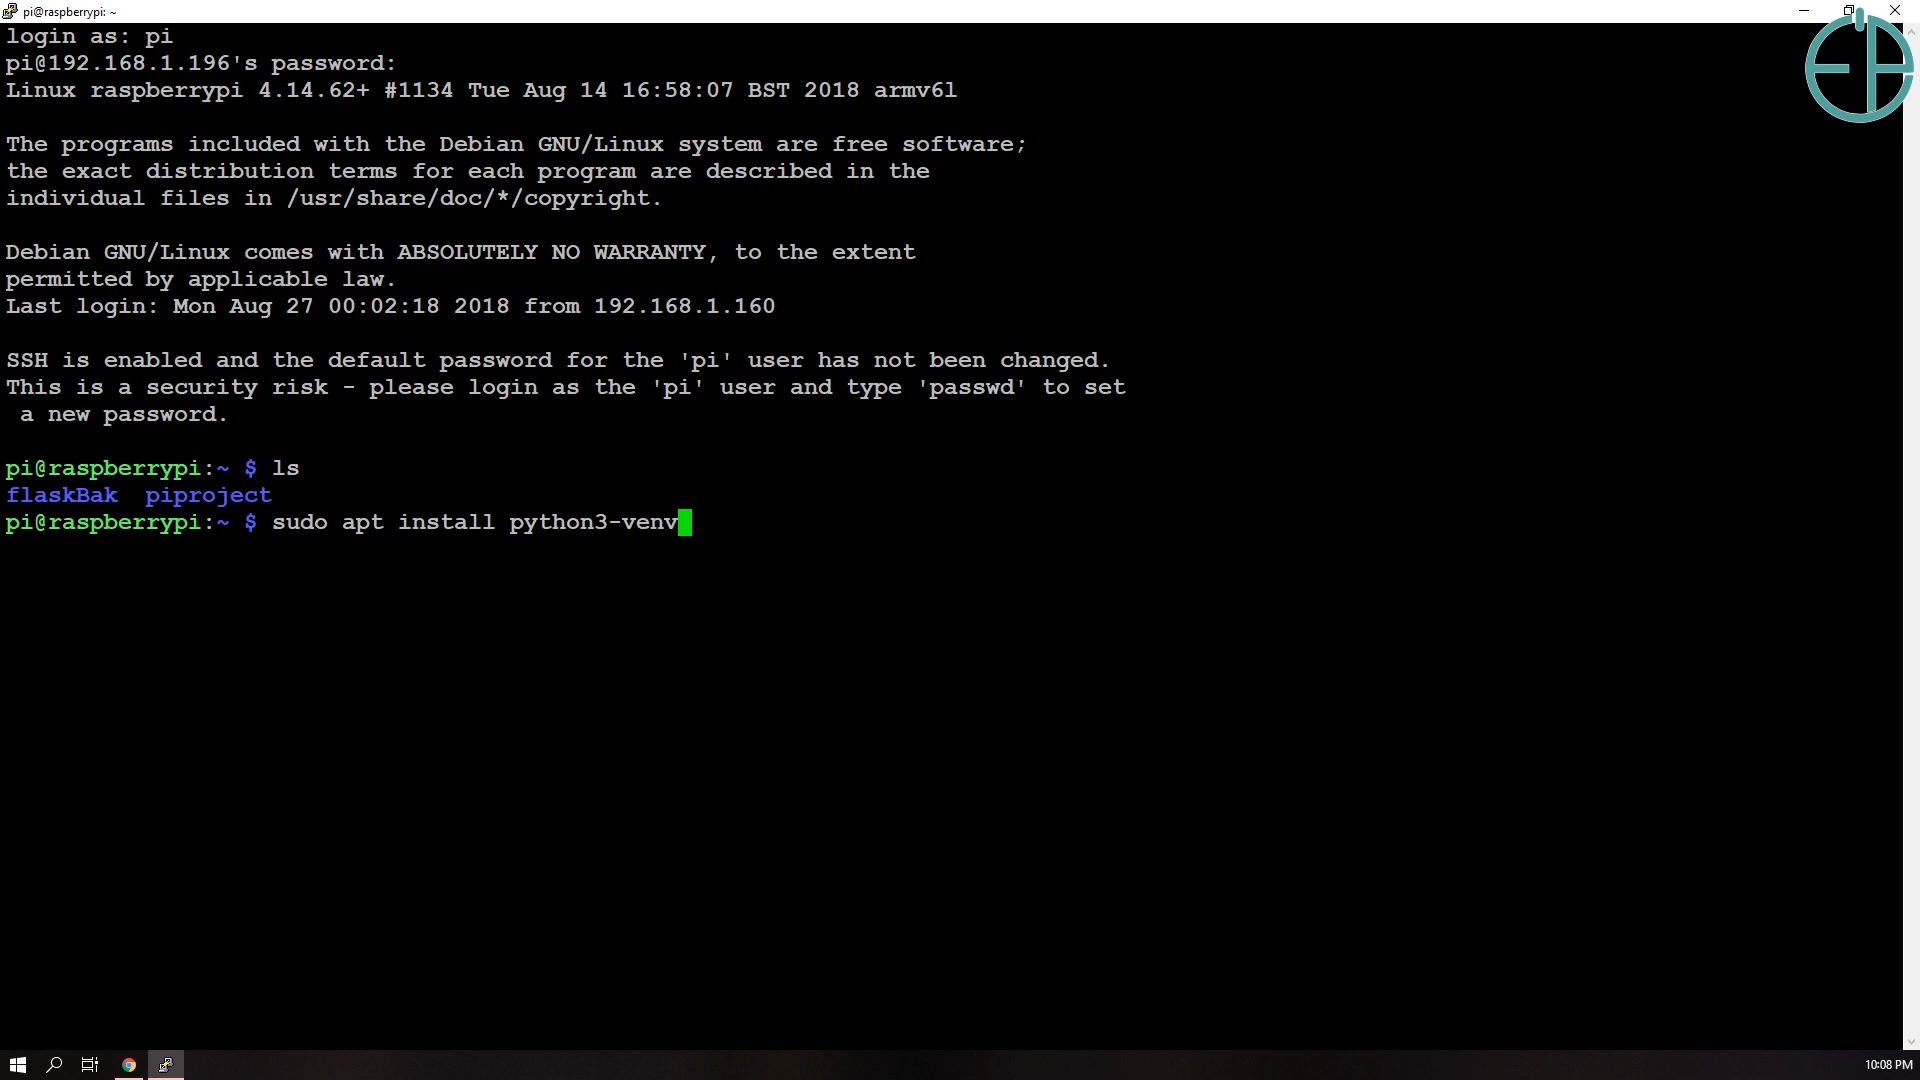 pi@raspberrypi: ~
login as: pi
pi@192.168.1.196's password:
Linux raspberrypi 4.14.62+ #1134 Tue Aug 14 16:58:07 BST 2018 armv6l
The programs included with the Debian GNU/Linux system are free software;
the exact distribution terms for each program are described in the
individual files in /usr/share/doc/*/copyright.
Debian GNU/Linux comes with ABSOLUTELY NO WARRANTY, to the extent
permitted by applicable law.
Last login: Mon Aug 27 00:02:18 2018 from 192.168.1.160
SSH is enabled and the default password for the 'pi' user has not been changed.
This is a security risk - please login as the 'pi' user and type 'passwd' to set
 a new password.
pi@raspberrypi:~ $ ls
flaskBak  piproject
pi@raspberrypi:~ $ sudo apt install python3-venv
10:08 PM